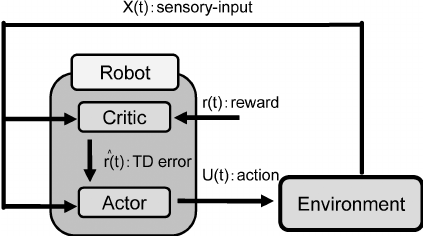 X(t): sensory-input
Robot
Critic
r(t): reward
r̂(t): TD error
U(t): action
Actor
Environment